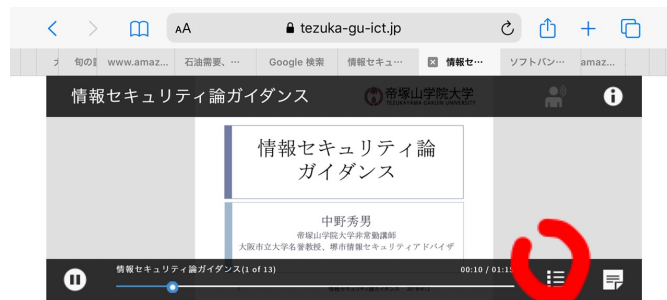 AA tezuka-gu-ict.jp
旬の www.amaz... 石油需要、… Google 検索 情報セキュ… 情報セ… ソフトバン… amaz...
情報セキュリティ論ガイダンス 帝塚山学院大学
TEZUKAYAMA GAKUIN UNIVERSITY
情報セキュリティ論
ガイダンス
中野秀男
帝塚山学院大学非常勤講師
大阪市立大学名誉教授、堺市情報セキュリティアドバイザ
情報セキュリティ論ガイダンス(1 of 13) 00:10 / 01:15